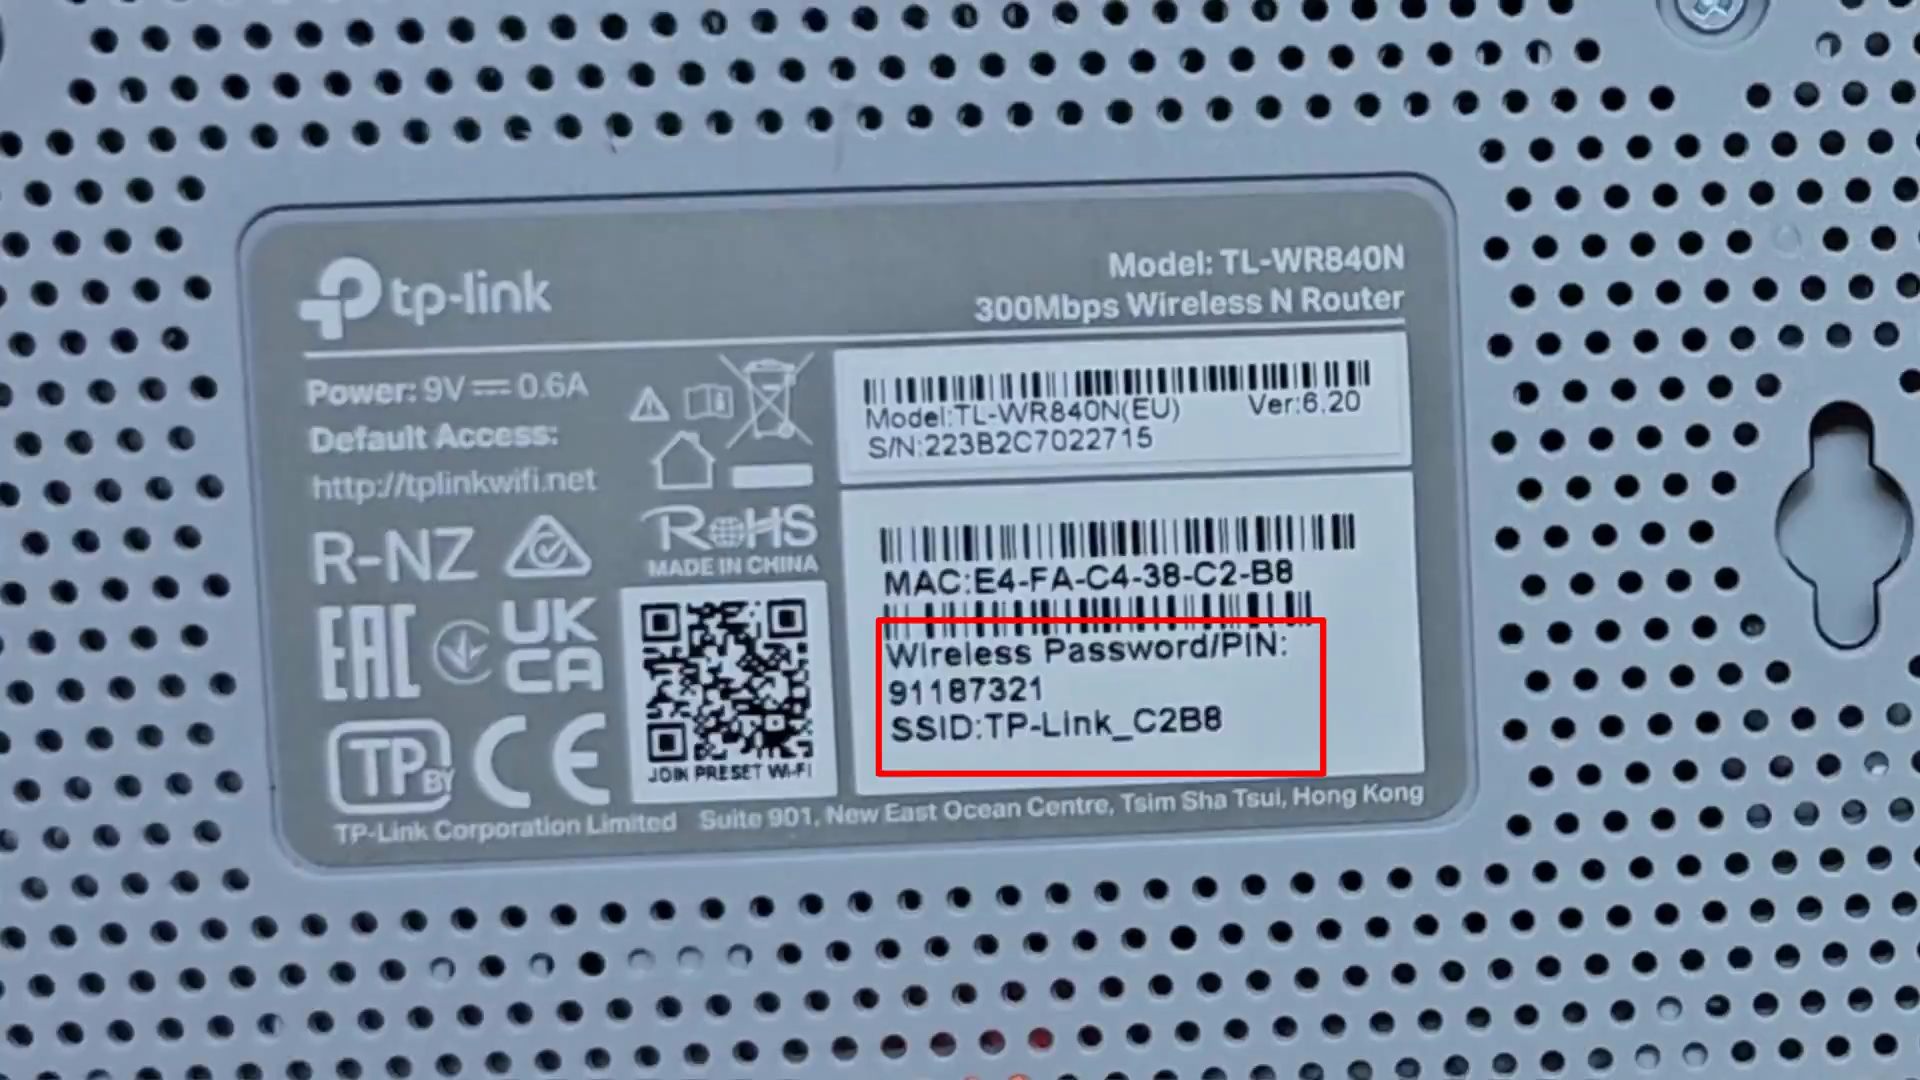 tp-link
Model: TL-WR840N
300Mbps Wireless N Router
Power: 9V⎓0.6A
Default Access:
http://tplinkwifi.net
R-NZ
RoHS
MADE IN CHINA
EAC
UK
CA
TP BY
CE
JOIN PRESET WI-FI
Model:TL-WR840N(EU) Ver:6.20
S/N:223B2C7022715
MAC:E4-FA-C4-38-C2-B8
Wireless Password/PIN:
91187321
SSID:TP-Link_C2B8
TP-Link Corporation Limited Suite 901, New East Ocean Centre, Tsim Sha Tsui, Hong Kong